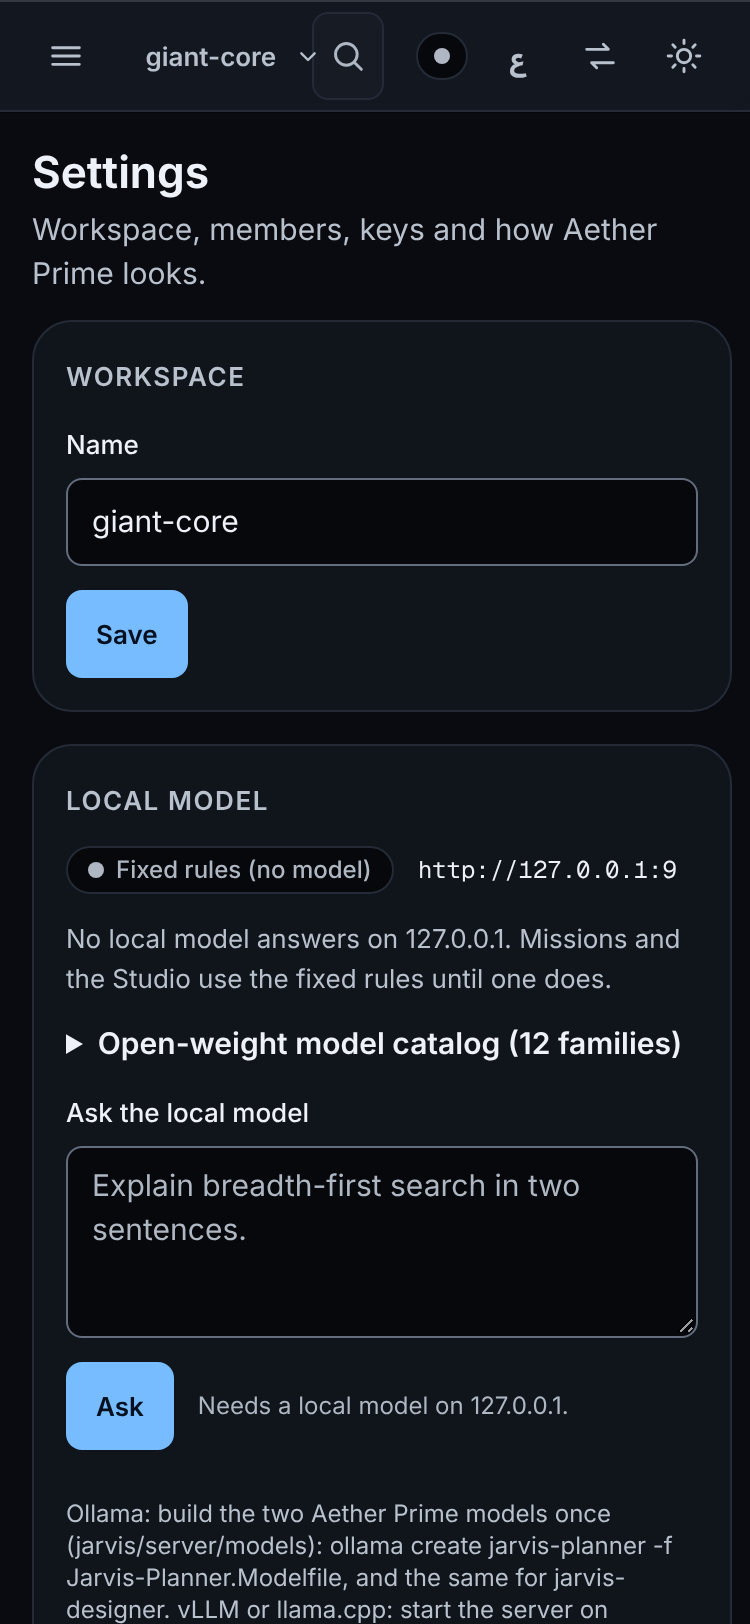 giant-core
ع
Settings
Workspace, members, keys and how Aether
Prime looks.
WORKSPACE
Name
giant-core
Save
LOCAL MODEL
Fixed rules (no model) http://127.0.0.1:9
No local model answers on 127.0.0.1. Missions and
the Studio use the fixed rules until one does.
Open-weight model catalog (12 families)
Ask the local model
Explain breadth-first search in two
sentences.
Ask Needs a local model on 127.0.0.1.
Ollama: build the two Aether Prime models once
(jarvis/server/models): ollama create jarvis-planner -f
Jarvis-Planner.Modelfile, and the same for jarvis-
designer. vLLM or llama.cpp: start the server on